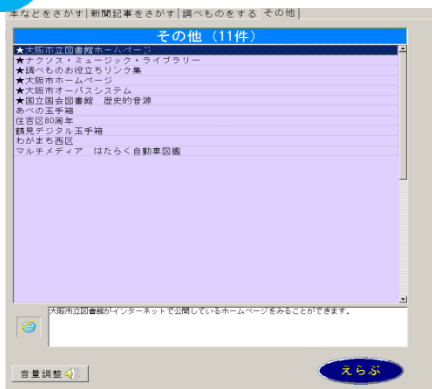 本などをさがす 新聞記事をさがす 調べものをする その他
その他（11件）
★大阪市立図書館ホームページ
★ナクソス・ミュージック・ライブラリー
★調べものお役立ちリンク集
★大阪市ホームページ
★大阪市オーパスシステム
★国立国会図書館 歴史的音源
あべの玉手箱
住吉区80周年
鶴見デジタル玉手箱
わがまち西区
マルチメディア はたらく自動車図鑑
大阪市立図書館がインターネットで公開しているホームページをみることができます。
音量調整
えらぶ